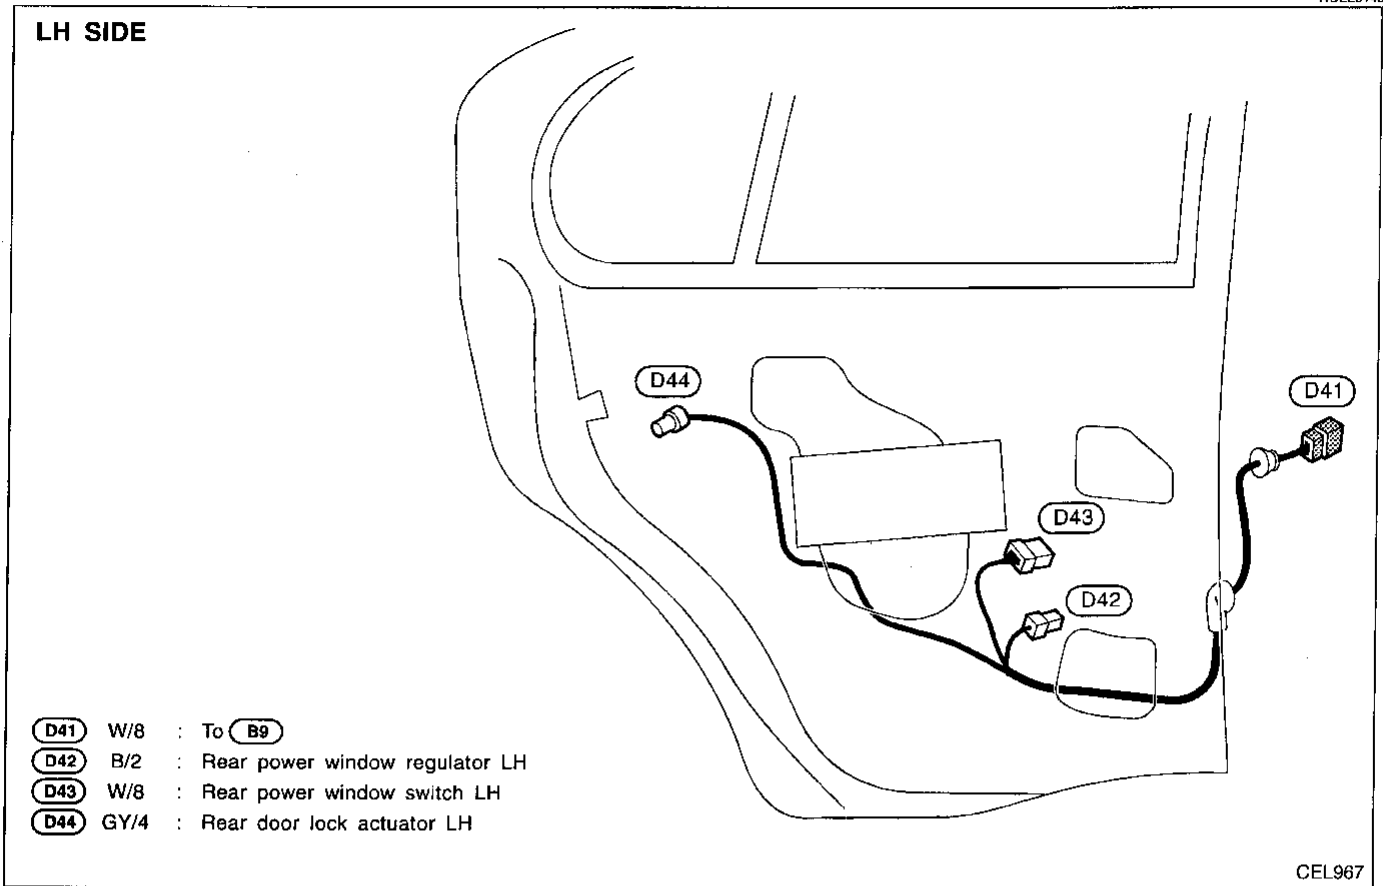 LH SIDE
D44
D41
D43
D42
D41 W/8 : To B9
D42 B/2 : Rear power window regulator LH
D43 W/8 : Rear power window switch LH
D44 GY/4 : Rear door lock actuator LH
CEL967